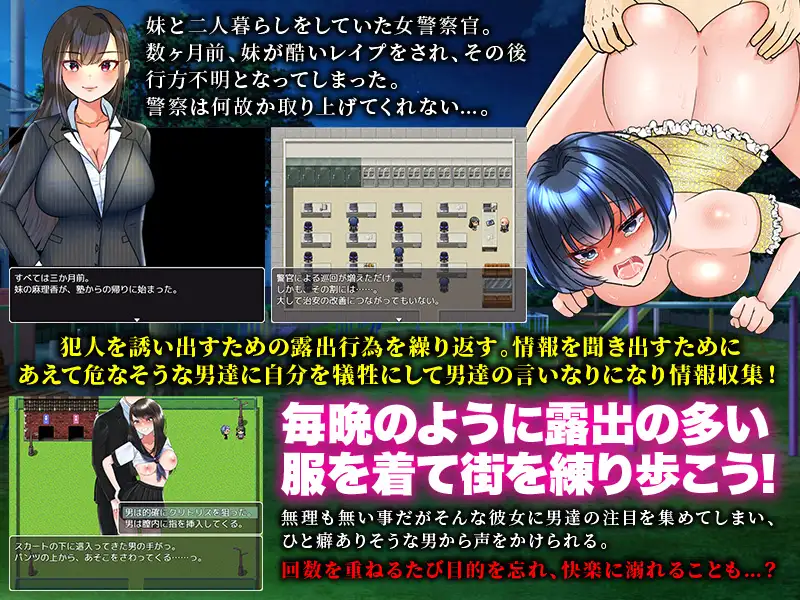 妹と二人暮らしをしていた女警察官。
数ヶ月前、妹が酷いレイプをされ、その後
行方不明となってしまった。
警察は何故か取り上げてくれない…。
すべては三か月前。
妹の麻理香が、塾からの帰りに始まった。
警官による巡回が増えただけ。
しかも、その割には……。
大して治安の改善につながってもいない。
犯人を誘い出すための露出行為を繰り返す。情報を聞き出すために
あえて危なそうな男達に自分を犠牲にして男達の言いなりになり情報収集！
男は的確にクリトリスを狙った。
男は膣内に指を挿入してくる。
スカートの下に進入ってきた男の手がっ。
パンツの上から、あそこをさわってくる……っ。
毎晩のように露出の多い
服を着て街を練り歩こう！
無理も無い事だがそんな彼女に男達の注目を集めてしまい、
ひと癖ありそうな男から声をかけられる。
回数を重ねるたび目的を忘れ、快楽に溺れることも…？